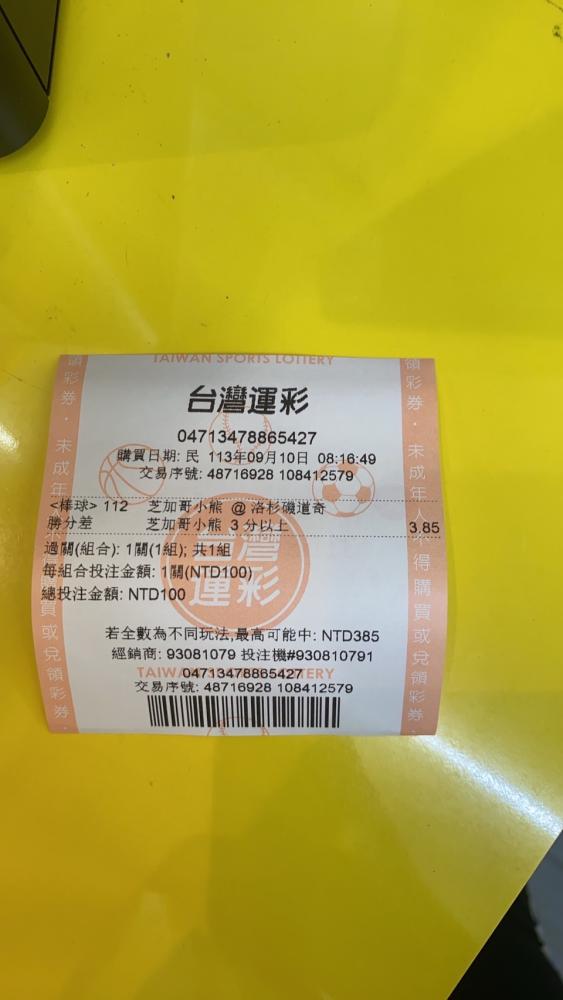 TAIWAN SPORTS LOTTERY
台灣運彩
04713478865427
購買日期: 民 113年09月10日 08:16:49
交易序號: 48716928 108412579
<棒球> 112 芝加哥小熊 @ 洛杉磯道奇
勝分差 芝加哥小熊 3 分以上 3.85
過關(組合): 1關(1組); 共1組
每組合投注金額: 1關(NTD100)
總投注金額: NTD100
台灣運彩
若全數為不同玩法,最高可能中: NTD385
經銷商: 93081079 投注機#930810791
TAIWAN SPORTS LOTTERY
04713478865427
交易序號: 48716928 108412579
領彩券・未成年
買或兌領彩券・
領彩券・未成年人不得購買或兌領彩券・